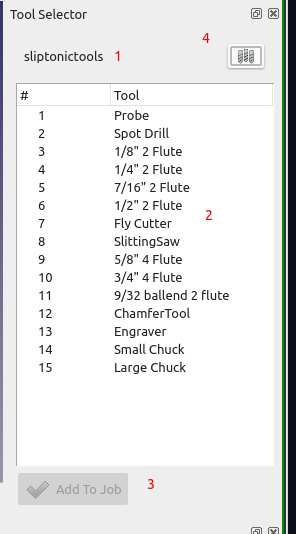 Tool Selector
4
sliptonictools 1
# Tool
1 Probe
2 Spot Drill
3 1/8" 2 Flute
4 1/4" 2 Flute
5 7/16" 2 Flute
6 1/2" 2 Flute
2
7 Fly Cutter
8 SlittingSaw
9 5/8" 4 Flute
10 3/4" 4 Flute
11 9/32 ballend 2 flute
12 ChamferTool
13 Engraver
14 Small Chuck
15 Large Chuck
Add To Job 3